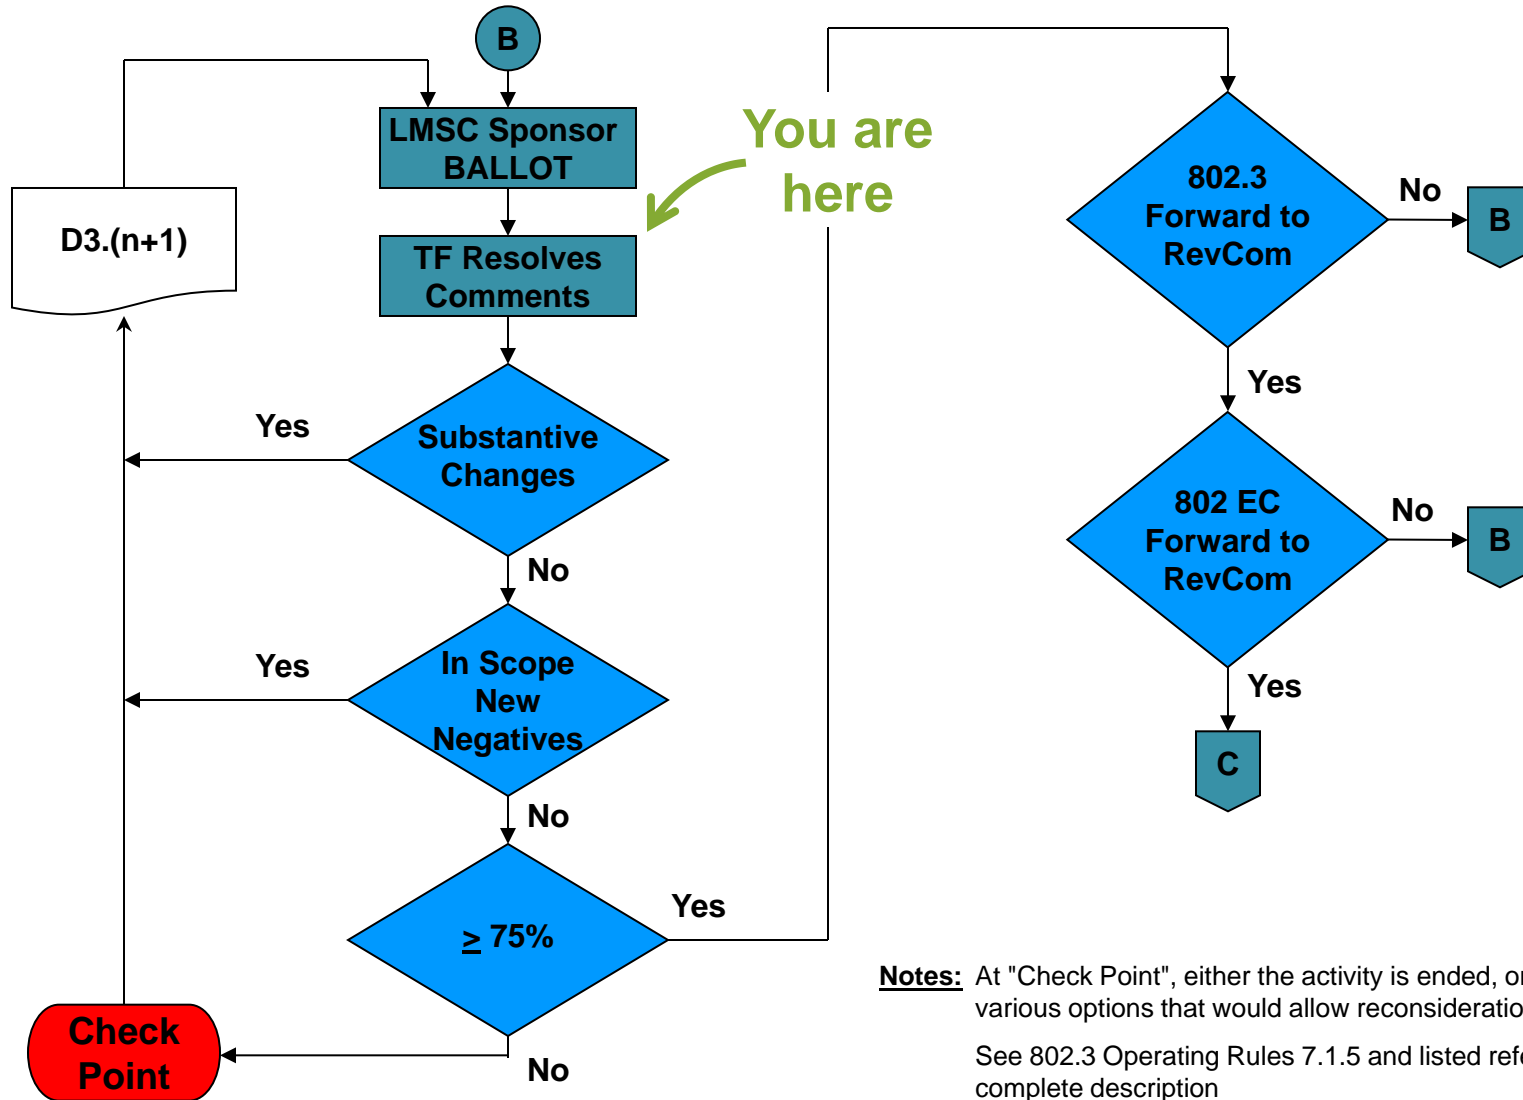 B
LMSC Sponsor
BALLOT
You are
here
D3.(n+1)
TF Resolves
Comments
Yes
Substantive
Changes
No
Yes
In Scope
New
Negatives
No
≥ 75%
Yes
Check
Point
No
802.3
Forward to
RevCom
No
B
Yes
802 EC
Forward to
RevCom
No
B
Yes
C
Notes: At "Check Point", either the activity is ended, or
various options that would allow
See 802.3 Operating Rules 7.1.5 and listed
complete description